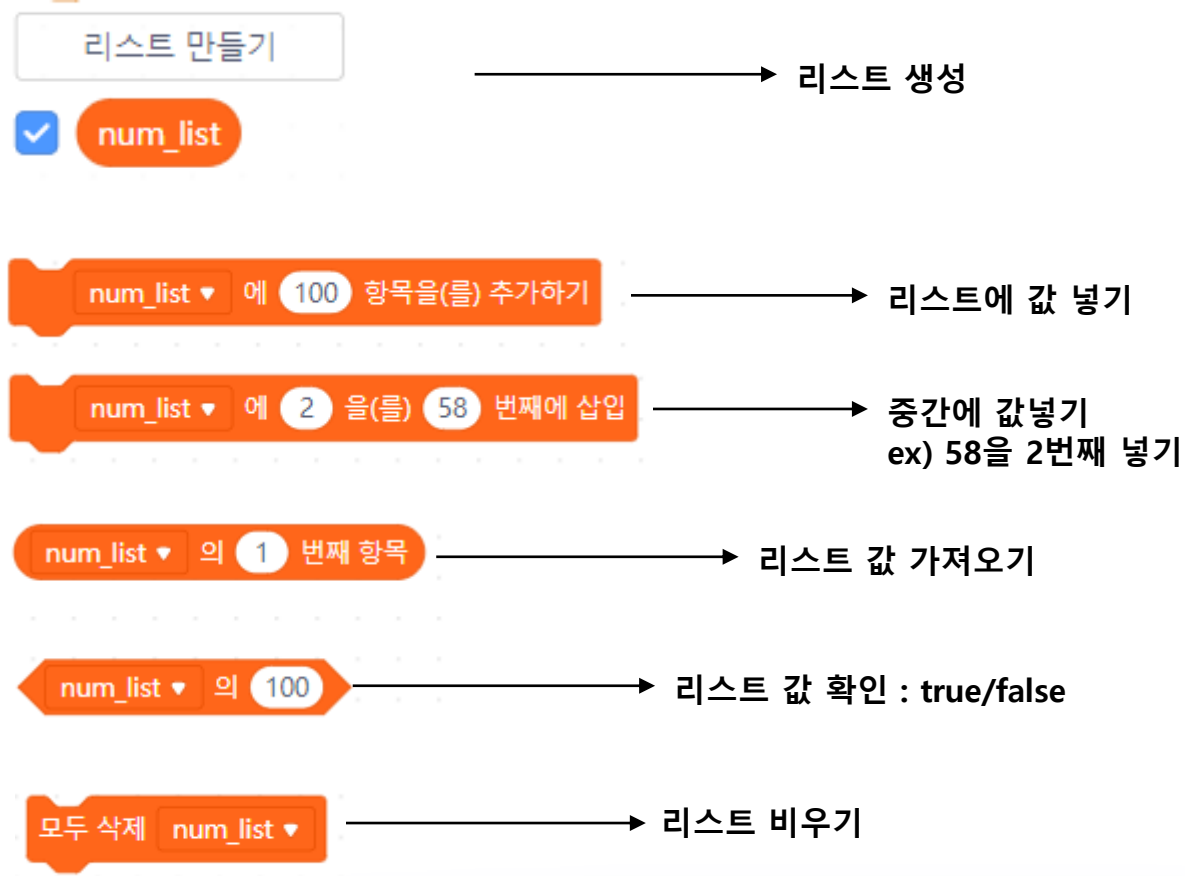 리스트 만들기
리스트 생성
num_list
num_list 에 100 항목을(를) 추가하기
리스트에 값 넣기
num_list 에 2 을(를) 58 번째에 삽입
중간에 값넣기
ex) 58을 2번째 넣기
num_list 의 1 번째 항목
리스트 값 가져오기
num_list 의 100
리스트 값 확인 : true/false
모두 삭제 num_list
리스트 비우기